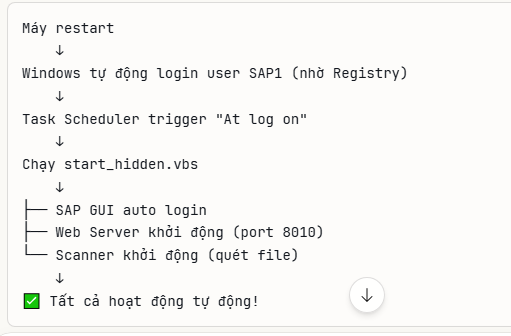 Máy restart
↓
Windows tự động login user SAP1 (nhờ Registry)
↓
Task Scheduler trigger "At log on"
↓
Chạy start_hidden.vbs
↓
├── SAP GUI auto login
├── Web Server khởi động (port 8010)
└── Scanner khởi động (quét file)
↓
✅ Tất cả hoạt động tự động!